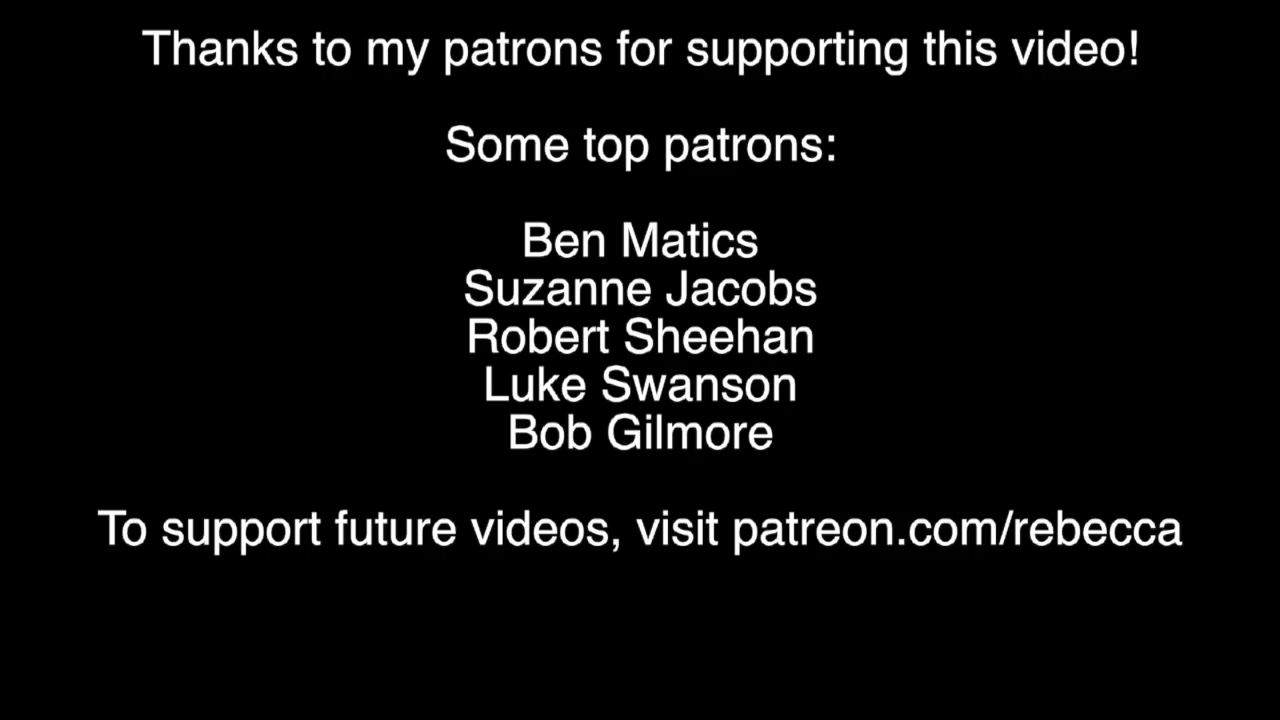 Thanks to my patrons for supporting this video!
Some top patrons:
Ben Matics
Suzanne Jacobs
Robert Sheehan
Luke Swanson
Bob Gilmore
To support future videos, visit patreon.com/rebecca